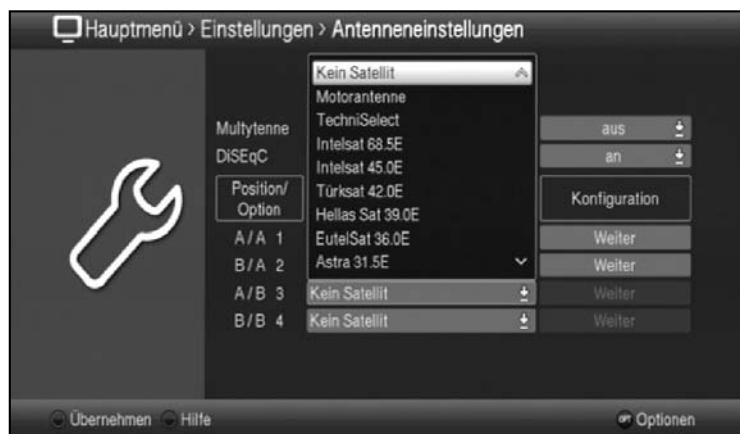 Hauptmenü > Einstellungen > Antenneneinstellungen
Kein Satellit
Motorantenne
TechniSelect
Intelsat 68.5E
Intelsat 45.0E
Türksat 42.0E
Hellas Sat 39.0E
EutelSat 36.0E
Astra 31.5E
Multytenne aus
DiSEqC an
Position/
Option
Konfiguration
A/A 1 Weiter
B/A 2 Weiter
A/B 3 Kein Satellit Weiter
B/B 4 Kein Satellit Weiter
Übernehmen Hilfe OPT Optionen